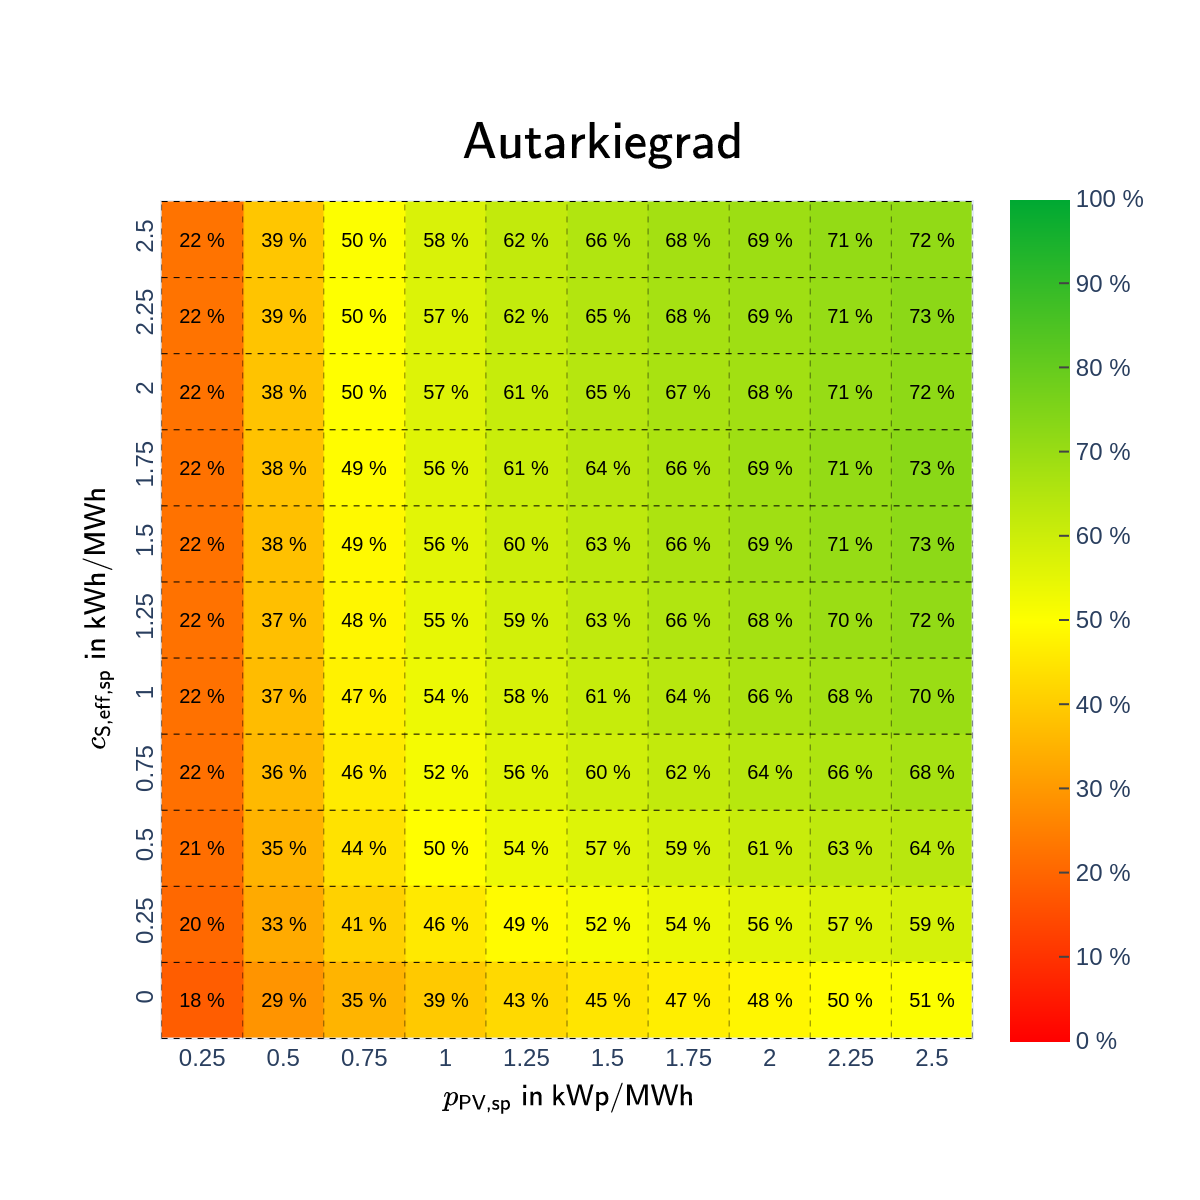 Autarkiegrad
2.5 22 % 39 % 50 % 58 % 62 % 66 % 68 % 69 % 71 % 72 %
2.25 22 % 39 % 50 % 57 % 62 % 65 % 68 % 69 % 71 % 73 %
2 22 % 38 % 50 % 57 % 61 % 65 % 67 % 68 % 71 % 72 %
1.75 22 % 38 % 49 % 56 % 61 % 64 % 66 % 69 % 71 % 73 %
1.5 22 % 38 % 49 % 56 % 60 % 63 % 66 % 69 % 71 % 73 %
1.25 22 % 37 % 48 % 55 % 59 % 63 % 66 % 68 % 70 % 72 %
1 22 % 37 % 47 % 54 % 58 % 61 % 64 % 66 % 68 % 70 %
0.75 22 % 36 % 46 % 52 % 56 % 60 % 62 % 64 % 66 % 68 %
0.5 21 % 35 % 44 % 50 % 54 % 57 % 59 % 61 % 63 % 64 %
0.25 20 % 33 % 41 % 46 % 49 % 52 % 54 % 56 % 57 % 59 %
0 18 % 29 % 35 % 39 % 43 % 45 % 47 % 48 % 50 % 51 %
0.25 0.5 0.75 1 1.25 1.5 1.75 2 2.25 2.5
p PV,sp in kWp/MWh
c S,eff,sp in kWh/MWh
100 %
90 %
80 %
70 %
60 %
50 %
40 %
30 %
20 %
10 %
0 %